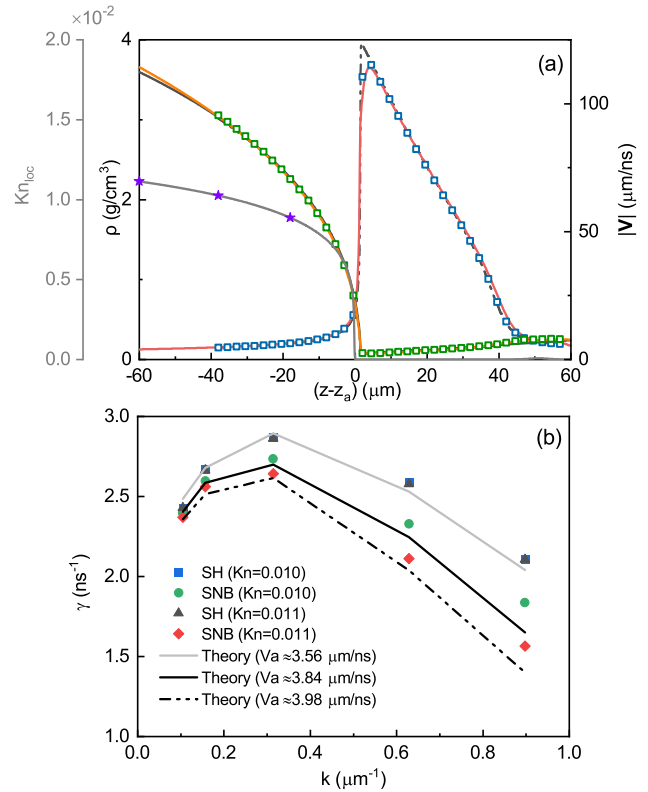 ×10⁻²
2.0
1.5
1.0
0.5
0.0
Kn_loc
4
2
0
ρ (g/cm³)
(a)
100
50
0
|V| (μm/ns)
-60 -40 -20 0 20 40 60
(z-z_a) (μm)
3.0
2.5
2.0
1.5
1.0
γ (ns⁻¹)
(b)
SH (Kn=0.010)
SNB (Kn=0.010)
SH (Kn=0.011)
SNB (Kn=0.011)
Theory (Va ≈3.56 μm/ns)
Theory (Va ≈3.84 μm/ns)
Theory (Va ≈3.98 μm/ns)
0.0 0.2 0.4 0.6 0.8 1.0
k (μm⁻¹)